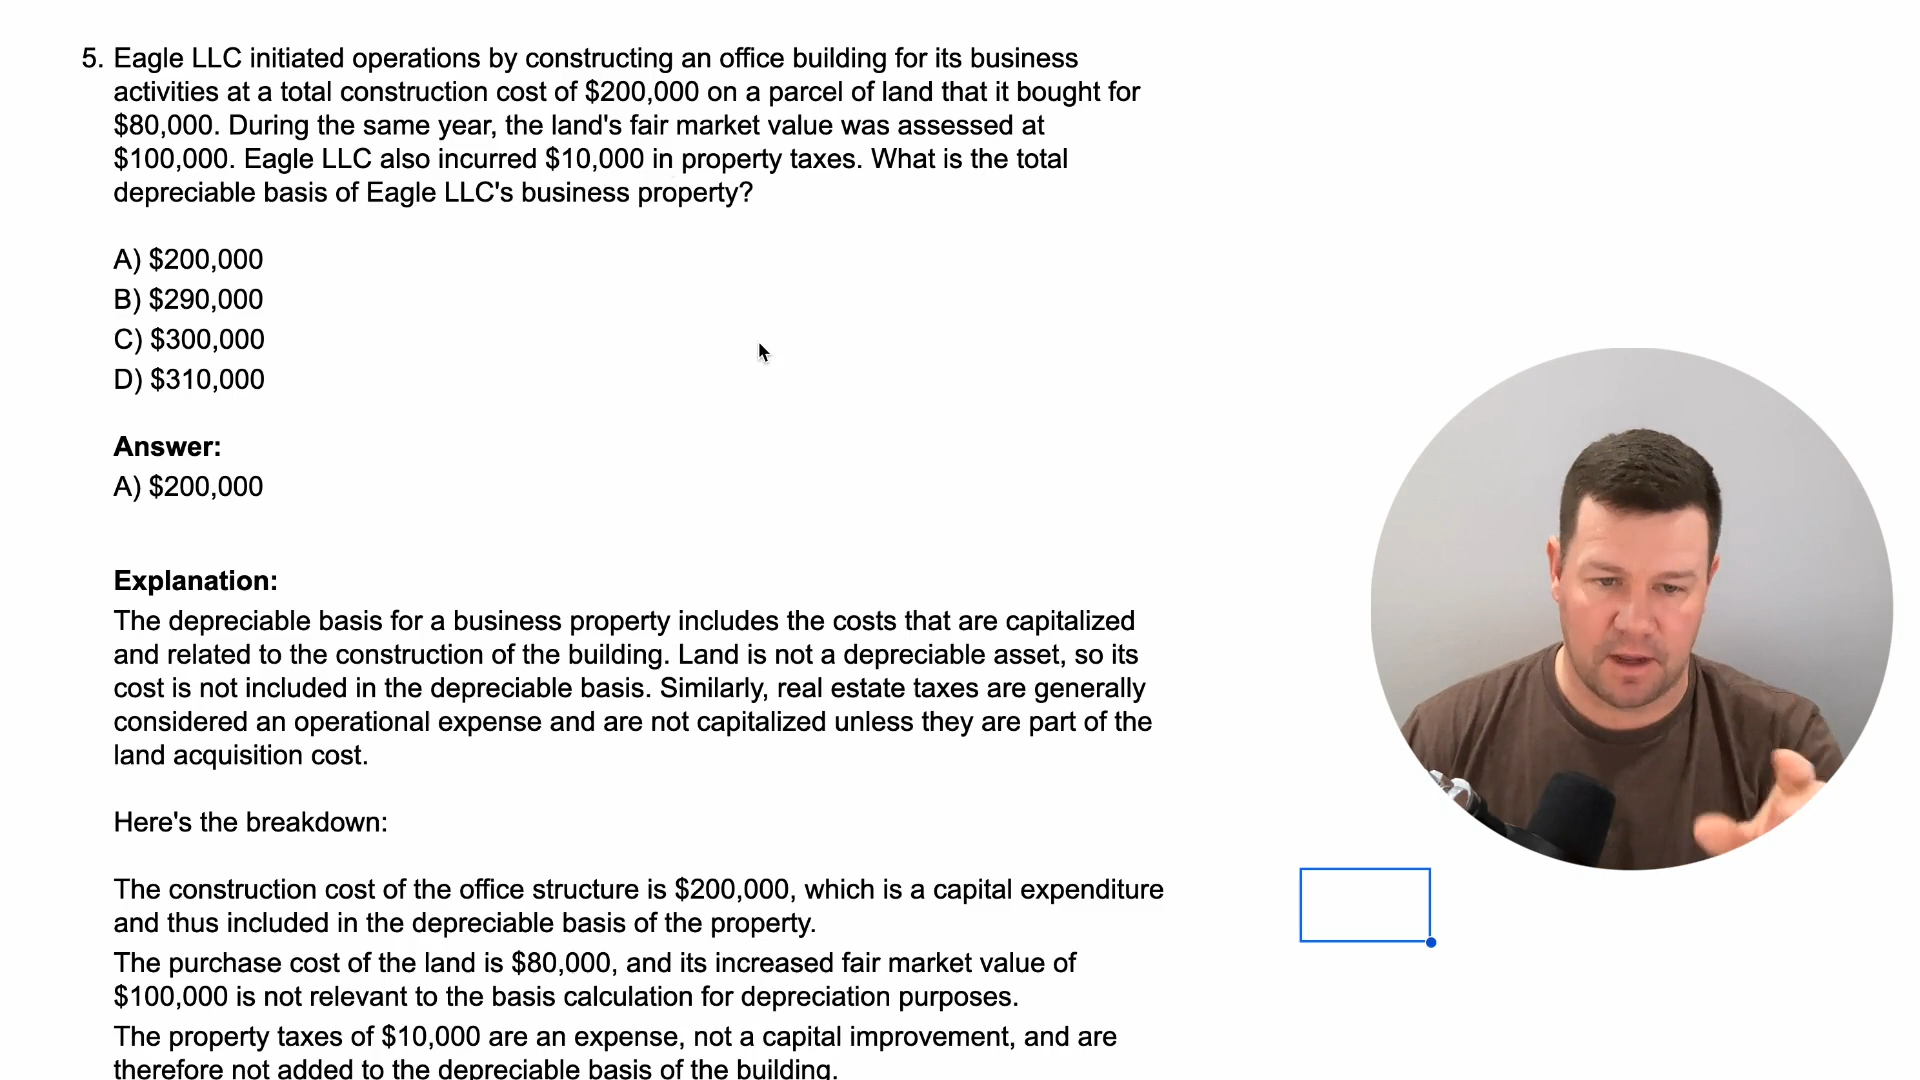 5. Eagle LLC initiated operations by constructing an office building for its business
activities at a total construction cost of $200,000 on a parcel of land that it bought for
$80,000. During the same year, the land's fair market value was assessed at
$100,000. Eagle LLC also incurred $10,000 in property taxes. What is the total
depreciable basis of Eagle LLC's business property?
A) $200,000
B) $290,000
C) $300,000
D) $310,000
Answer:
A) $200,000
Explanation:
The depreciable basis for a business property includes the costs that are capitalized
and related to the construction of the building. Land is not a depreciable asset, so its
cost is not included in the depreciable basis. Similarly, real estate taxes are generally
considered an operational expense and are not capitalized unless they are part of the
land acquisition cost.
Here's the breakdown:
The construction cost of the office structure is $200,000, which is a capital expenditure
and thus included in the depreciable basis of the property.
The purchase cost of the land is $80,000, and its increased fair market value of
$100,000 is not relevant to the basis calculation for depreciation purposes.
The property taxes of $10,000 are an expense, not a capital improvement, and are
therefore not added to the depreciable basis of the building.